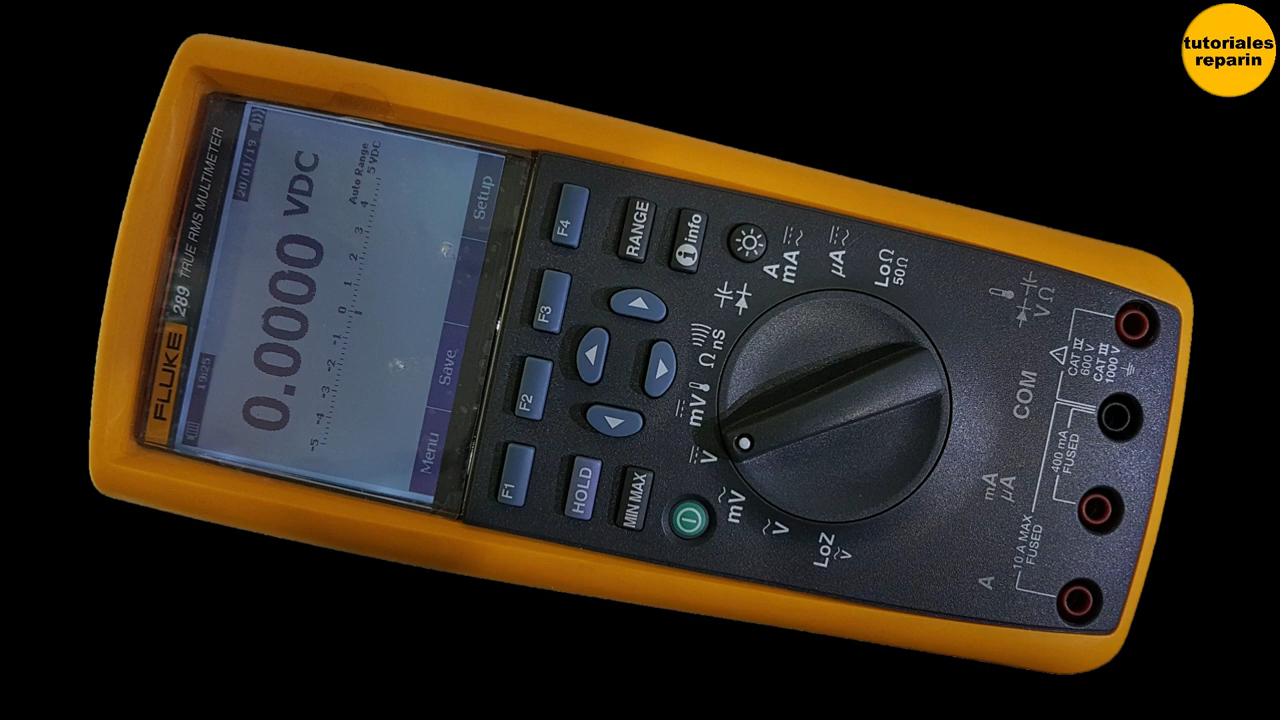 tutoriales
reparin
FLUKE 289 TRUE RMS MULTIMETER
19:25
20/01/19
0.0000 VDC
-5 -4 -3 -2 -1 0 1 2 3 4
Auto Range
5 VDC
Menu
Save
Setup
F1
F2
F3
F4
HOLD
MIN MAX
RANGE
i info
LoZ
Ṽ
Ṽ
mṼ
V
mV
Ω nS
A
mA
µA
LoΩ
50Ω
A
mA
µA
COM
V Ω
10 A MAX
FUSED
400 mA
FUSED
CAT IV
600 V
CAT III
1000 V